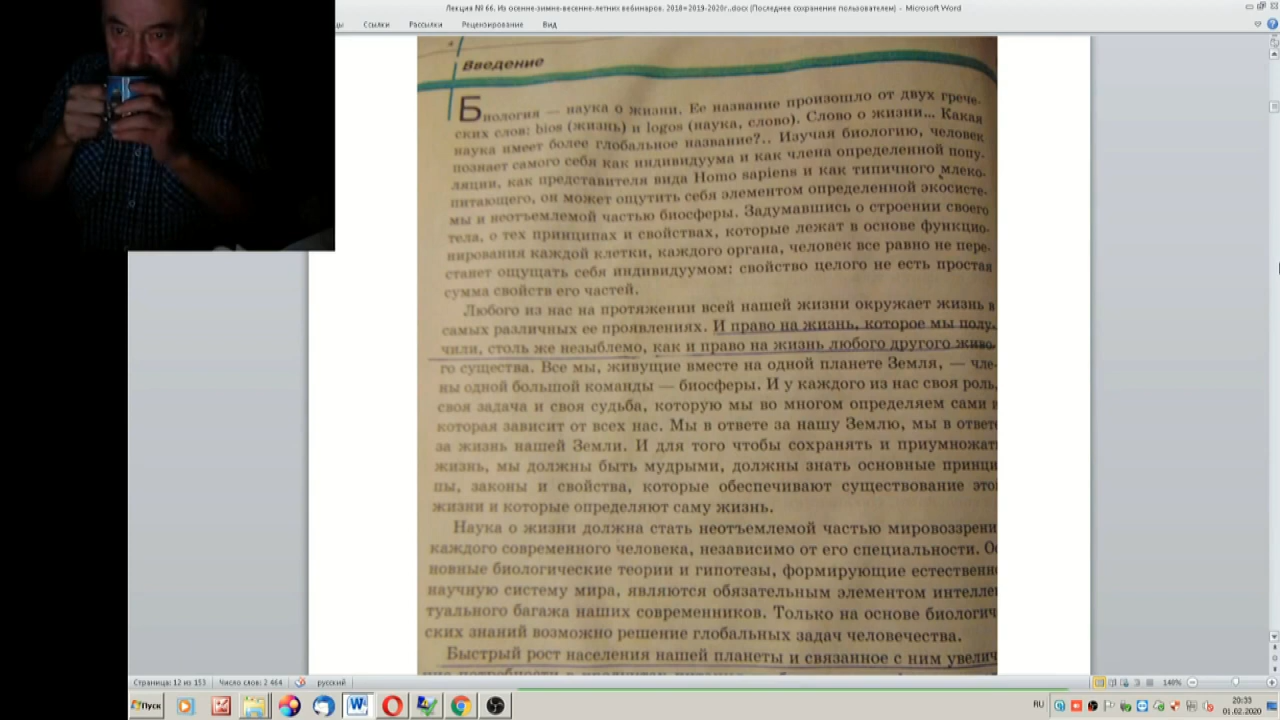 Лекция № 66. Из осенне-зимне-весенне-летних вебинаров. 2018=2019-2020г..docx (Последнее сохранение пользователем) - Microsoft Word
Ссылки Рассылки Рецензирование Вид
Введение
Биология — наука о жизни. Ее название произошло от двух грече-
ских слов: bios (жизнь) и logos (наука, слово). Слово о жизни... Какая
наука имеет более глобальное название?.. Изучая биологию, человек
познает самого себя как индивидуума и как члена определенной попу-
ляции, как представителя вида Homo sapiens и как типичного млеко-
питающего, он может ощутить себя элементом определенной экосисте-
мы и неотъемлемой частью биосферы. Задумавшись о строении своего
тела, о тех принципах и свойствах, которые лежат в основе функцио-
нирования каждой клетки, каждого органа, человек все равно не пере-
станет ощущать себя индивидуумом: свойство целого не есть простая
сумма свойств его частей.
Любого из нас на протяжении всей нашей жизни окружает жизнь в
самых различных ее проявлениях. И право на жизнь, которое мы полу-
чили, столь же незыблемо, как и право на жизнь любого другого живо-
го существа. Все мы, живущие вместе на одной планете Земля, — чле-
ны одной большой команды — биосферы. И у каждого из нас своя роль,
своя задача и своя судьба, которую мы во многом определяем сами и
которая зависит от всех нас. Мы в ответе за нашу Землю, мы в ответе
за жизнь нашей Земли. И для того чтобы сохранять и приумножат
жизнь, мы должны быть мудрыми, должны знать основные принци
пы, законы и свойства, которые обеспечивают существование это
жизни и которые определяют саму жизнь.
Наука о жизни должна стать неотъемлемой частью мировоззрени
каждого современного человека, независимо от его специальности. Ос
новные биологические теории и гипотезы, формирующие естественн
научную систему мира, являются обязательным элементом интеллек
туального багажа наших современников. Только на основе биологич
ских знаний возможно решение глобальных задач человечества.
Быстрый рост населения нашей планеты и связанное с ним увелич
Страница: 12 из 153 Число слов: 2 464 русский 140%
Пуск RU 20:33
01.02.2020